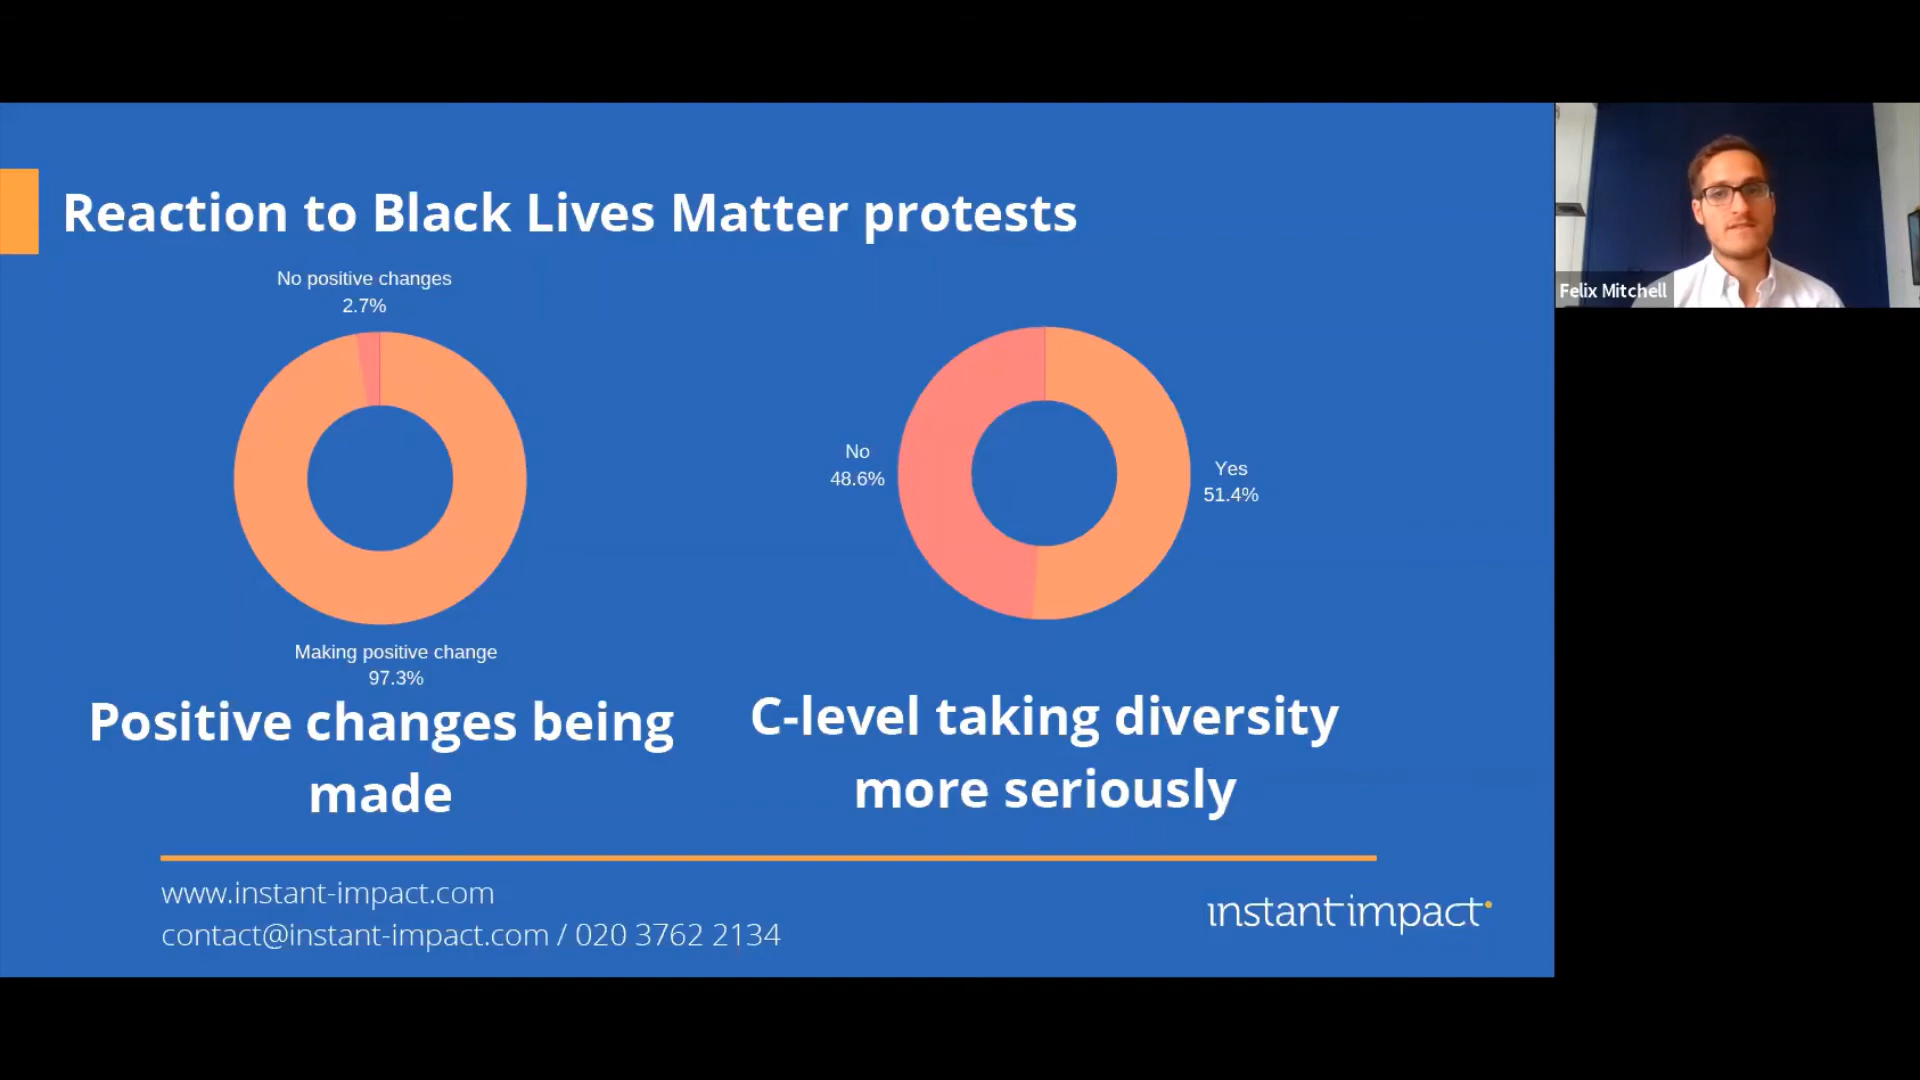 Reaction to Black Lives Matter protests
No positive changes
2.7%
Making positive change
97.3%
Positive changes being
made
No
48.6%
Yes
51.4%
C-level taking diversity
more seriously
www.instant-impact.com
contact@instant-impact.com / 020 3762 2134
instant impact
Felix Mitchell